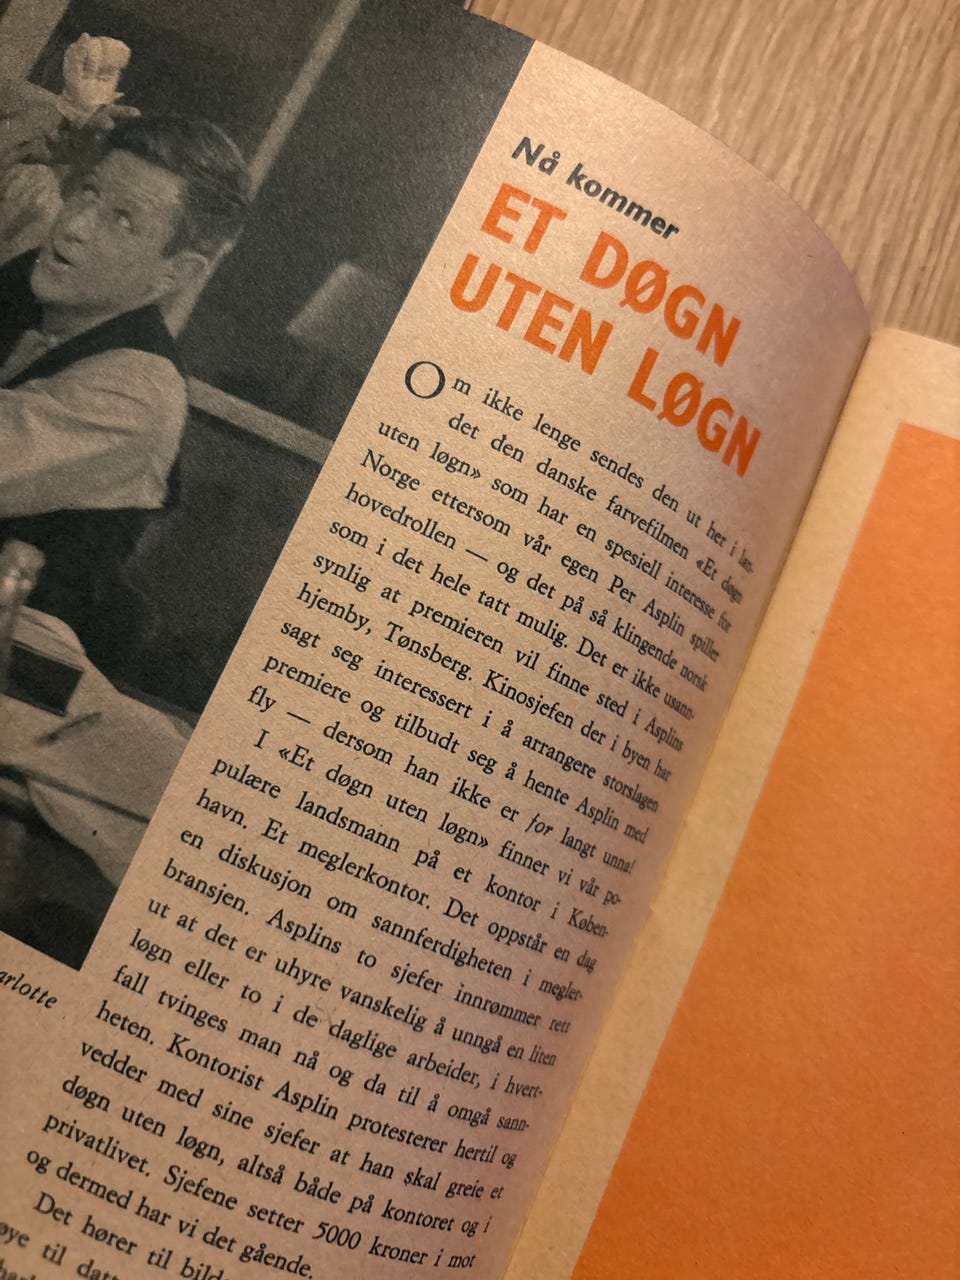 Nå kommer
ET DØGN
UTEN LØGN
Om ikke lenge sendes den ut her i lan-
det den danske farvefilmen «Et døgn
uten løgn» som har en spesiell interesse for
Norge ettersom vår egen Per Asplin spiller
hovedrollen — og det på så klingende norsk
som i det hele tatt mulig. Det er ikke usann-
synlig at premieren vil finne sted i Asplins
hjemby, Tønsberg. Kinosjefen der i byen har
sagt seg interessert i å arrangere storslagen
premiere og tilbudt seg å hente Asplin med
fly — dersom han ikke er for langt unna!
I «Et døgn uten løgn» finner vi vår po-
pulære landsmann på et kontor i Køben-
havn. Et meglerkontor. Det oppstår en dag
en diskusjon om sannferdigheten i megler-
bransjen. Asplins to sjefer innrømmer rett
ut at det er uhyre vanskelig å unngå en liten
løgn eller to i de daglige arbeider, i hvert-
fall tvinges man nå og da til å omgå sann-
heten. Kontorist Asplin protesterer hertil og
vedder med sine sjefer at han skal greie et
døgn uten løgn, altså både på kontoret og i
privatlivet. Sjefene setter 5000 kroner i mot
og dermed har vi det gående.
Det hører til
øye til
arlotte